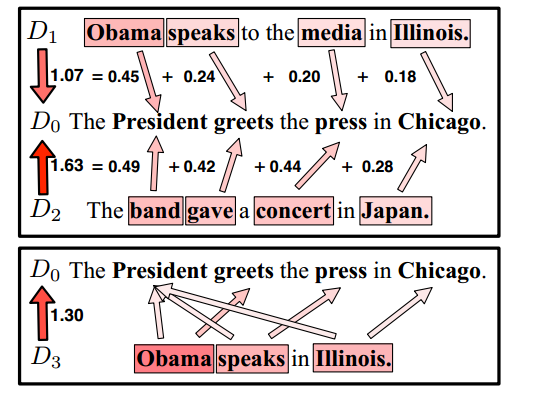 D₁ Obama speaks to the media in Illinois.
1.07 = 0.45 + 0.24 + 0.20 + 0.18
D₀ The President greets the press in Chicago.
1.63 = 0.49 + 0.42 + 0.44 + 0.28
D₂ The band gave a concert in Japan.
D₀ The President greets the press in Chicago.
1.30
D₃ Obama speaks in Illinois.